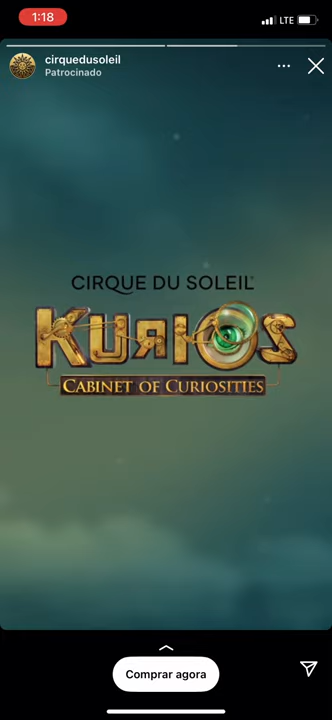 1:18
LTE
cirquedusoleil
Patrocinado
CIRQUE DU SOLEIL
KURIOS
CABINET OF CURIOSITIES
Comprar agora